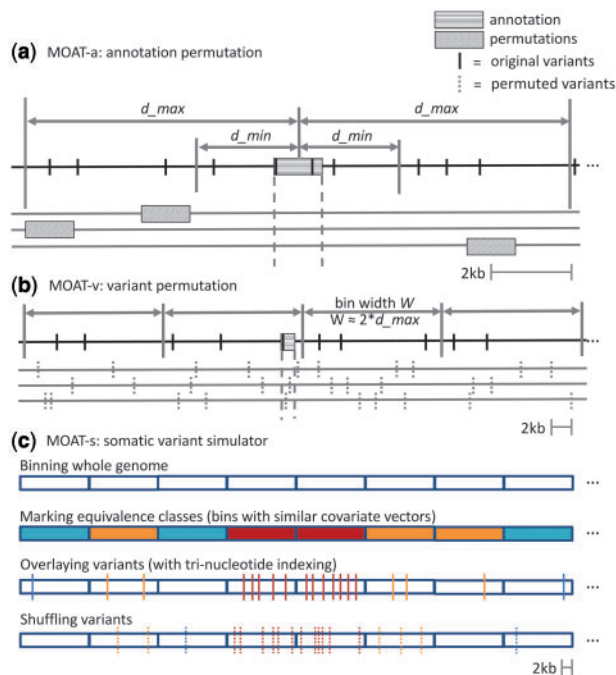 annotation
permutations
= original variants
= permuted variants
(a) MOAT-a: annotation permutation
d_max d_max
d_min d_min
...
2kb
(b) MOAT-v: variant permutation
bin width W
W ≈ 2*d_max
...
2kb
(c) MOAT-s: somatic variant simulator
Binning whole genome
...
Marking equivalence classes (bins with similar covariate vectors)
...
Overlaying variants (with tri-nucleotide indexing)
...
Shuffling variants
...
2kb